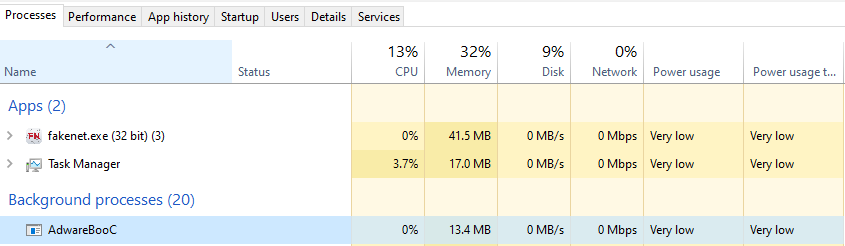 Processes Performance App history Startup Users Details Services
13% 32% 9% 0%
Name Status CPU Memory Disk Network Power usage Power usage t...
Apps (2)
fakenet.exe (32 bit) (3) 0% 41.5 MB 0 MB/s 0 Mbps Very low Very low
Task Manager 3.7% 17.0 MB 0 MB/s 0 Mbps Very low Very low
Background processes (20)
AdwareBooC 0% 13.4 MB 0 MB/s 0 Mbps Very low Very low